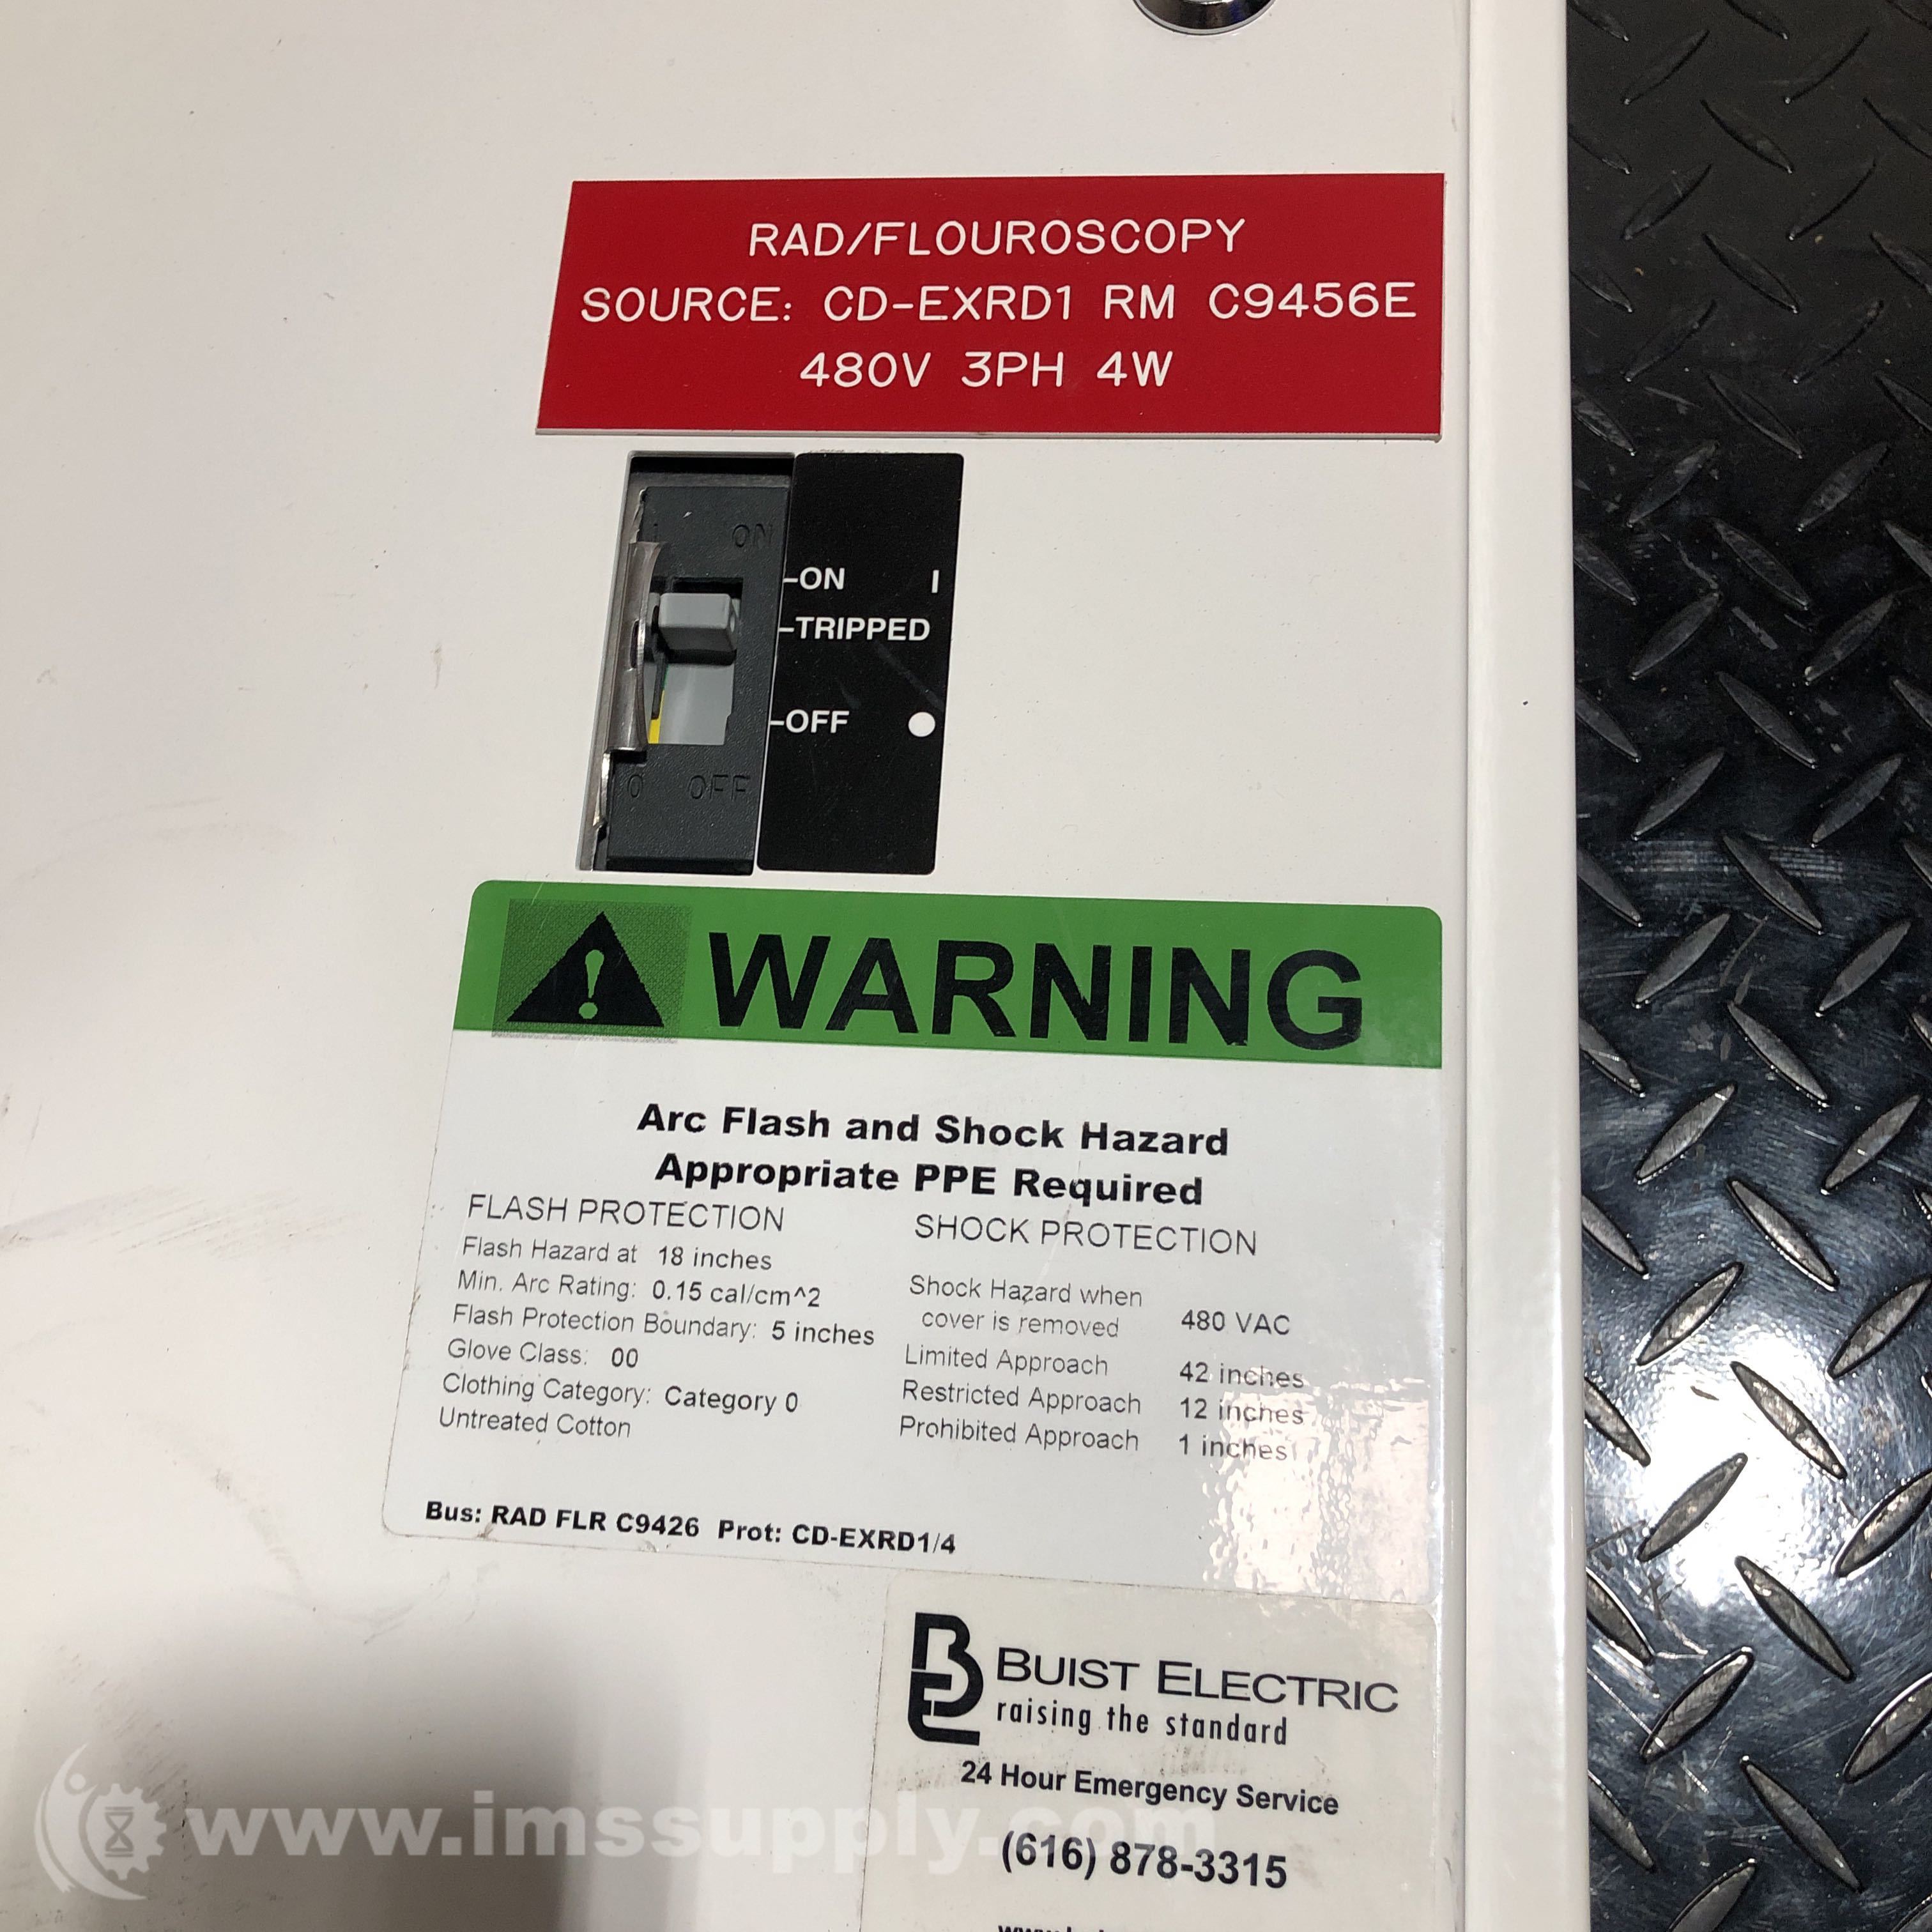 RAD/FLOUROSCOPY
SOURCE: CD-EXRD1 RM C9456E
480V 3PH 4W
I ON
-ON I
-TRIPPED
-OFF
0 OFF
WARNING
Arc Flash and Shock Hazard
Appropriate PPE Required
FLASH PROTECTION
Flash Hazard at 18 inches
Min. Arc Rating: 0.15 cal/cm^2
Flash Protection Boundary: 5 inches
Glove Class: 00
Clothing Category: Category 0
Untreated Cotton
SHOCK PROTECTION
Shock Hazard when
cover is removed 480 VAC
Limited Approach 42 inches
Restricted Approach 12 inches
Prohibited Approach 1 inches
Bus: RAD FLR C9426 Prot: CD-EXRD1/4
BE BUIST ELECTRIC
raising the standard
24 Hour Emergency Service
(616) 878-3315
www.imssupply.com